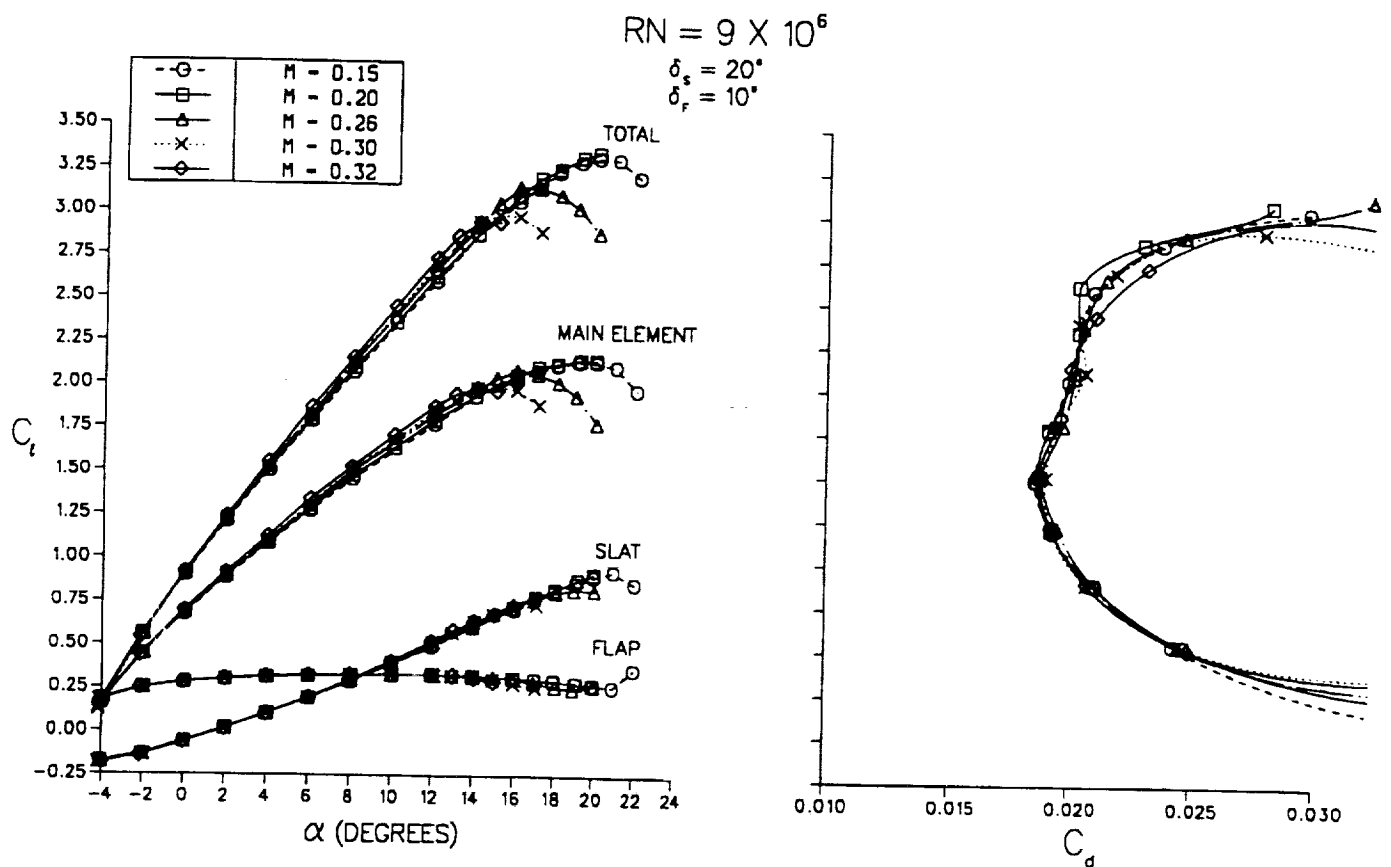 RN = 9 X 10⁶
δₛ = 20°
δF = 10°
M - 0.15
M - 0.20
M - 0.26
M - 0.30
M - 0.32
3.50
3.25
3.00
2.75
2.50
2.25
2.00
1.75
1.50
1.25
1.00
0.75
0.50
0.25
0.00
-0.25
Cℓ
TOTAL
MAIN ELEMENT
SLAT
FLAP
-4 -2 0 2 4 6 8 10 12 14 16 18 20 22 24
α (DEGREES)
0.010 0.015 0.020 0.025 0.030
Cd